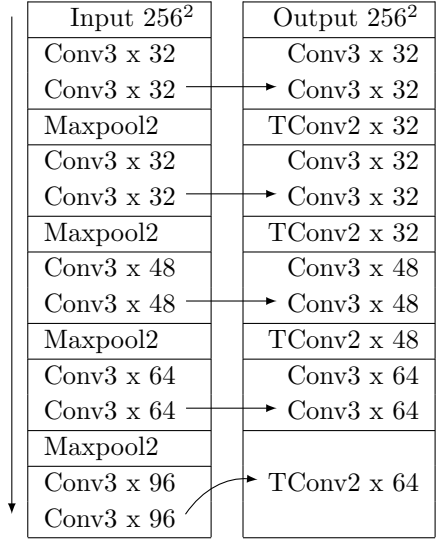 Input 256²
Conv3 x 32
Conv3 x 32
Maxpool2
Conv3 x 32
Conv3 x 32
Maxpool2
Conv3 x 48
Conv3 x 48
Maxpool2
Conv3 x 64
Conv3 x 64
Maxpool2
Conv3 x 96
Conv3 x 96
Output 256²
Conv3 x 32
Conv3 x 32
TConv2 x 32
Conv3 x 32
Conv3 x 32
TConv2 x 32
Conv3 x 48
Conv3 x 48
TConv2 x 48
Conv3 x 64
Conv3 x 64
TConv2 x 64